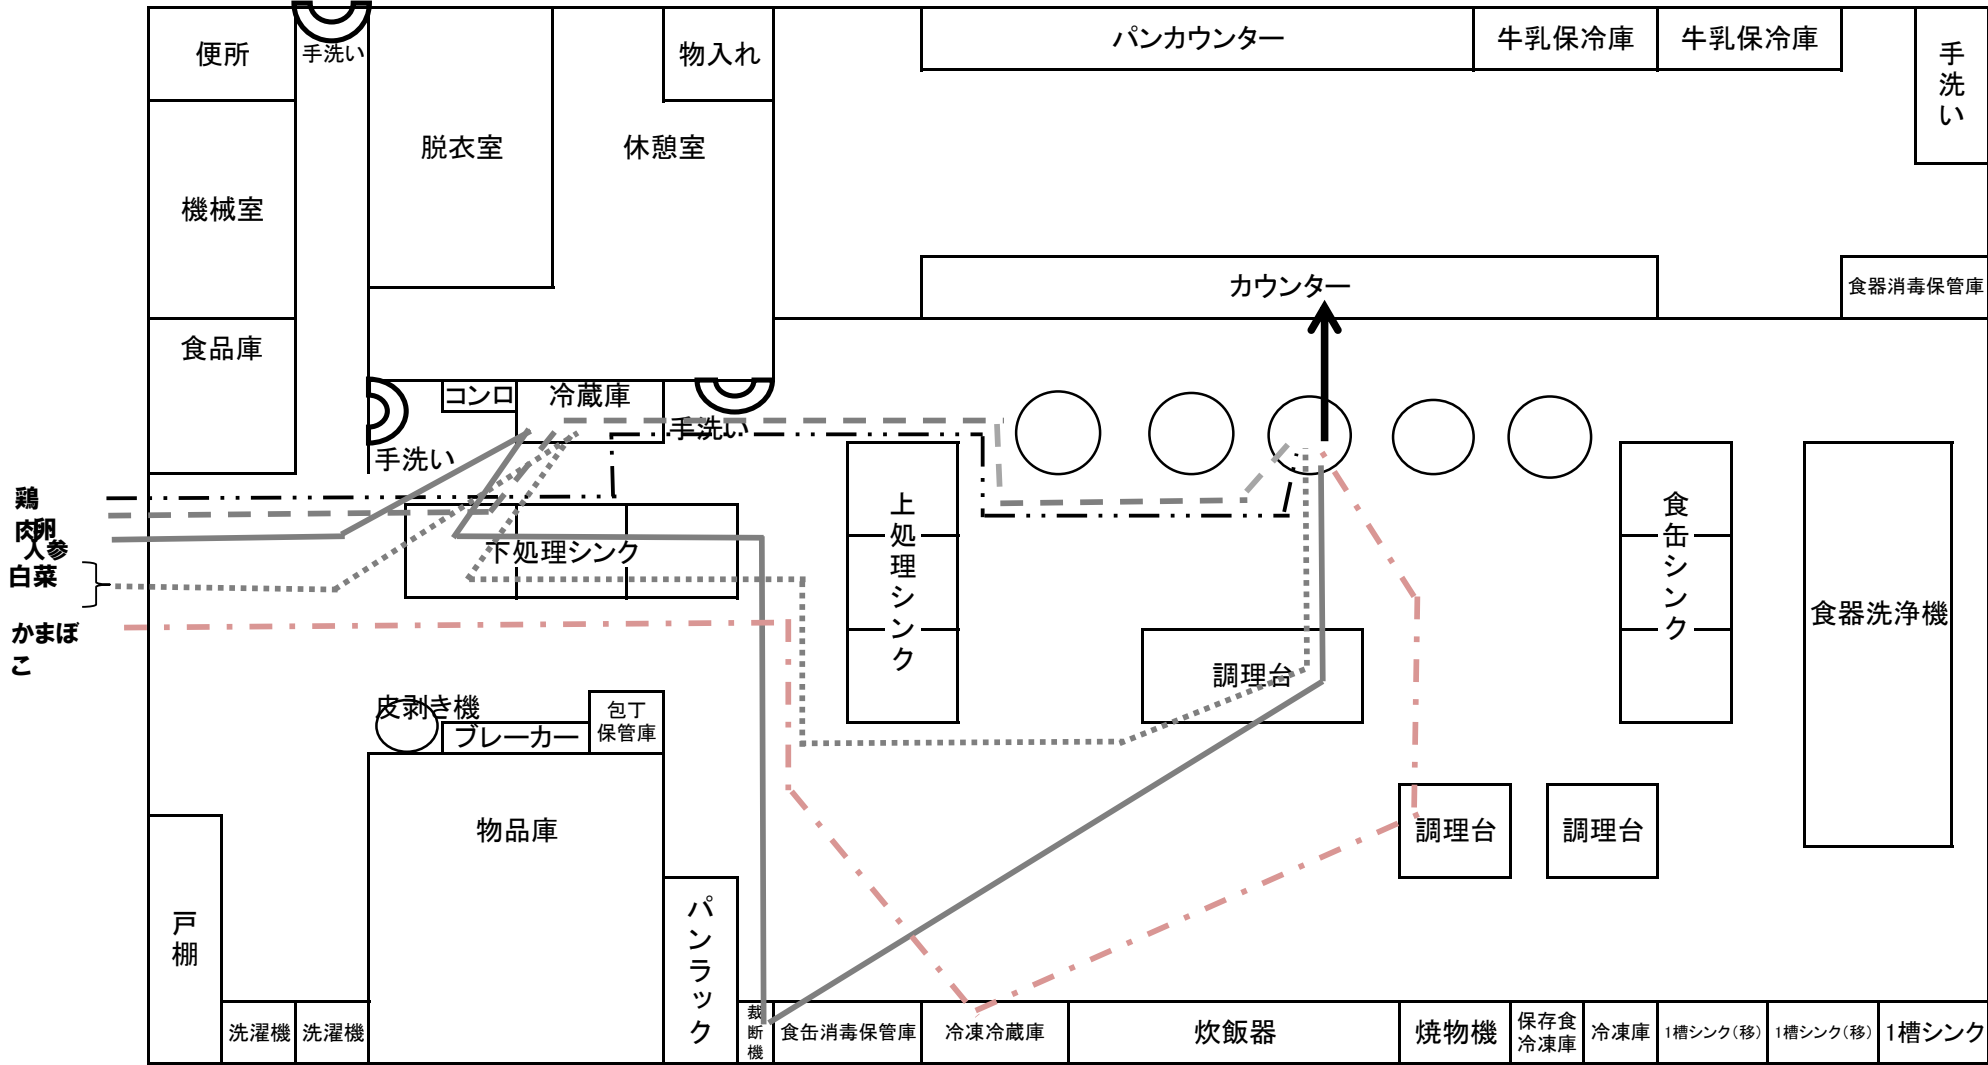 便所
手洗い
物入れ
パンカウンター
牛乳保冷庫
牛乳保冷庫
手洗い
脱衣室
休憩室
機械室
カウンター
食器消毒保管庫
食品庫
コンロ
冷蔵庫
手洗い
手洗い
鶏
肉
卵
人参
白菜
かまぼ
こ
下処理シンク
上処理シンク
食缶シンク
食器洗浄機
調理台
皮剥き機
ブレーカー
包丁
保管庫
物品庫
調理台
調理台
戸棚
パンラック
洗濯機
洗濯機
裁断機
食缶消毒保管庫
冷凍冷蔵庫
炊飯器
焼物機
保存食
冷凍庫
冷凍庫
1槽シンク(移)
1槽シンク(移)
1槽シンク